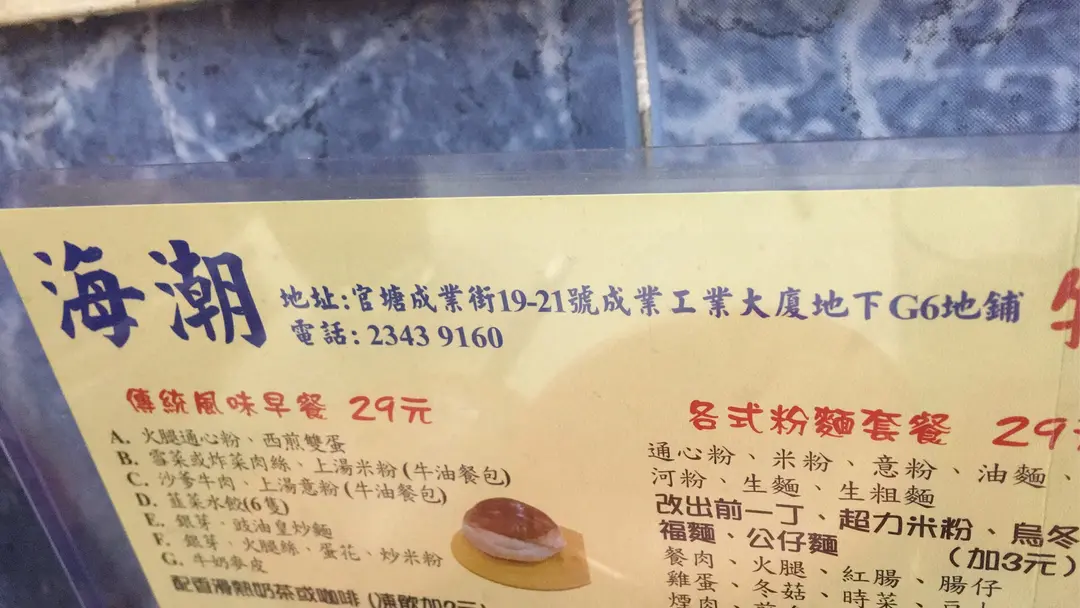 海潮
地址:官塘成業街19-21號成業工業大廈地下G6地鋪
電話: 2343 9160
傳統風味早餐 29元
A. 火腿通心粉、西煎雙蛋
B. 雪菜或炸菜肉絲、上湯米粉 (牛油餐包)
C. 沙爹牛肉、上湯意粉 (牛油餐包)
D. 韮菜水餃(6隻)
E. 銀芽、豉油皇炒麵
F. 銀芽、火腿絲、蛋花、炒米粉
G. 牛奶麥皮
配香滑熱奶茶或咖啡 (凍飲加2元)
各式粉麵套餐 29
通心粉、米粉、意粉、油麵、
河粉、生麵、生粗麵
改出前一丁、超力米粉、烏冬
福麵、公仔麵 (加3元)
餐肉、火腿、紅腸、腸仔
雞蛋、冬菇、時菜、